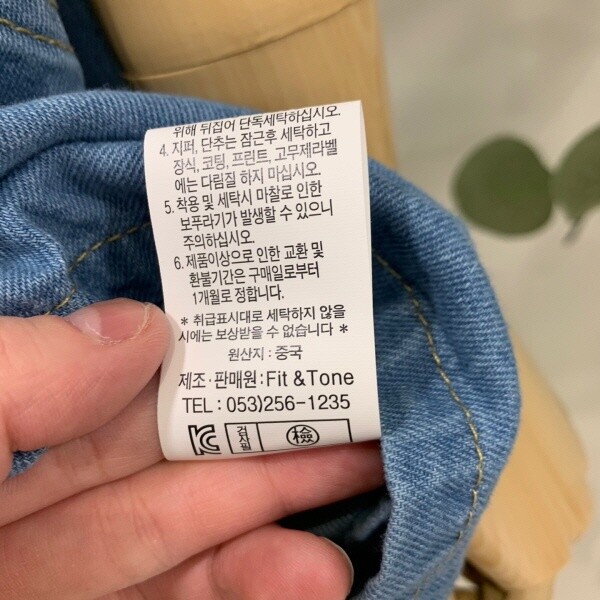 위해 뒤집어 단독세탁하십시오.
4. 지퍼, 단추는 잠근후 세탁하고
장식, 코팅, 프린트, 고무제라벨
에는 다림질 하지 마십시오.
5. 착용 및 세탁시 마찰로 인한
보푸라기가 발생할 수 있으니
주의하십시오.
6. 제품이상으로 인한 교환 및
환불기간은 구매일로부터
1개월로 정합니다.
* 취급표시대로 세탁하지 않을
시에는 보상받을 수 없습니다 *
원산지 : 중국
제조·판매원 : Fit &Tone
TEL : 053)256-1235
검사필 檢